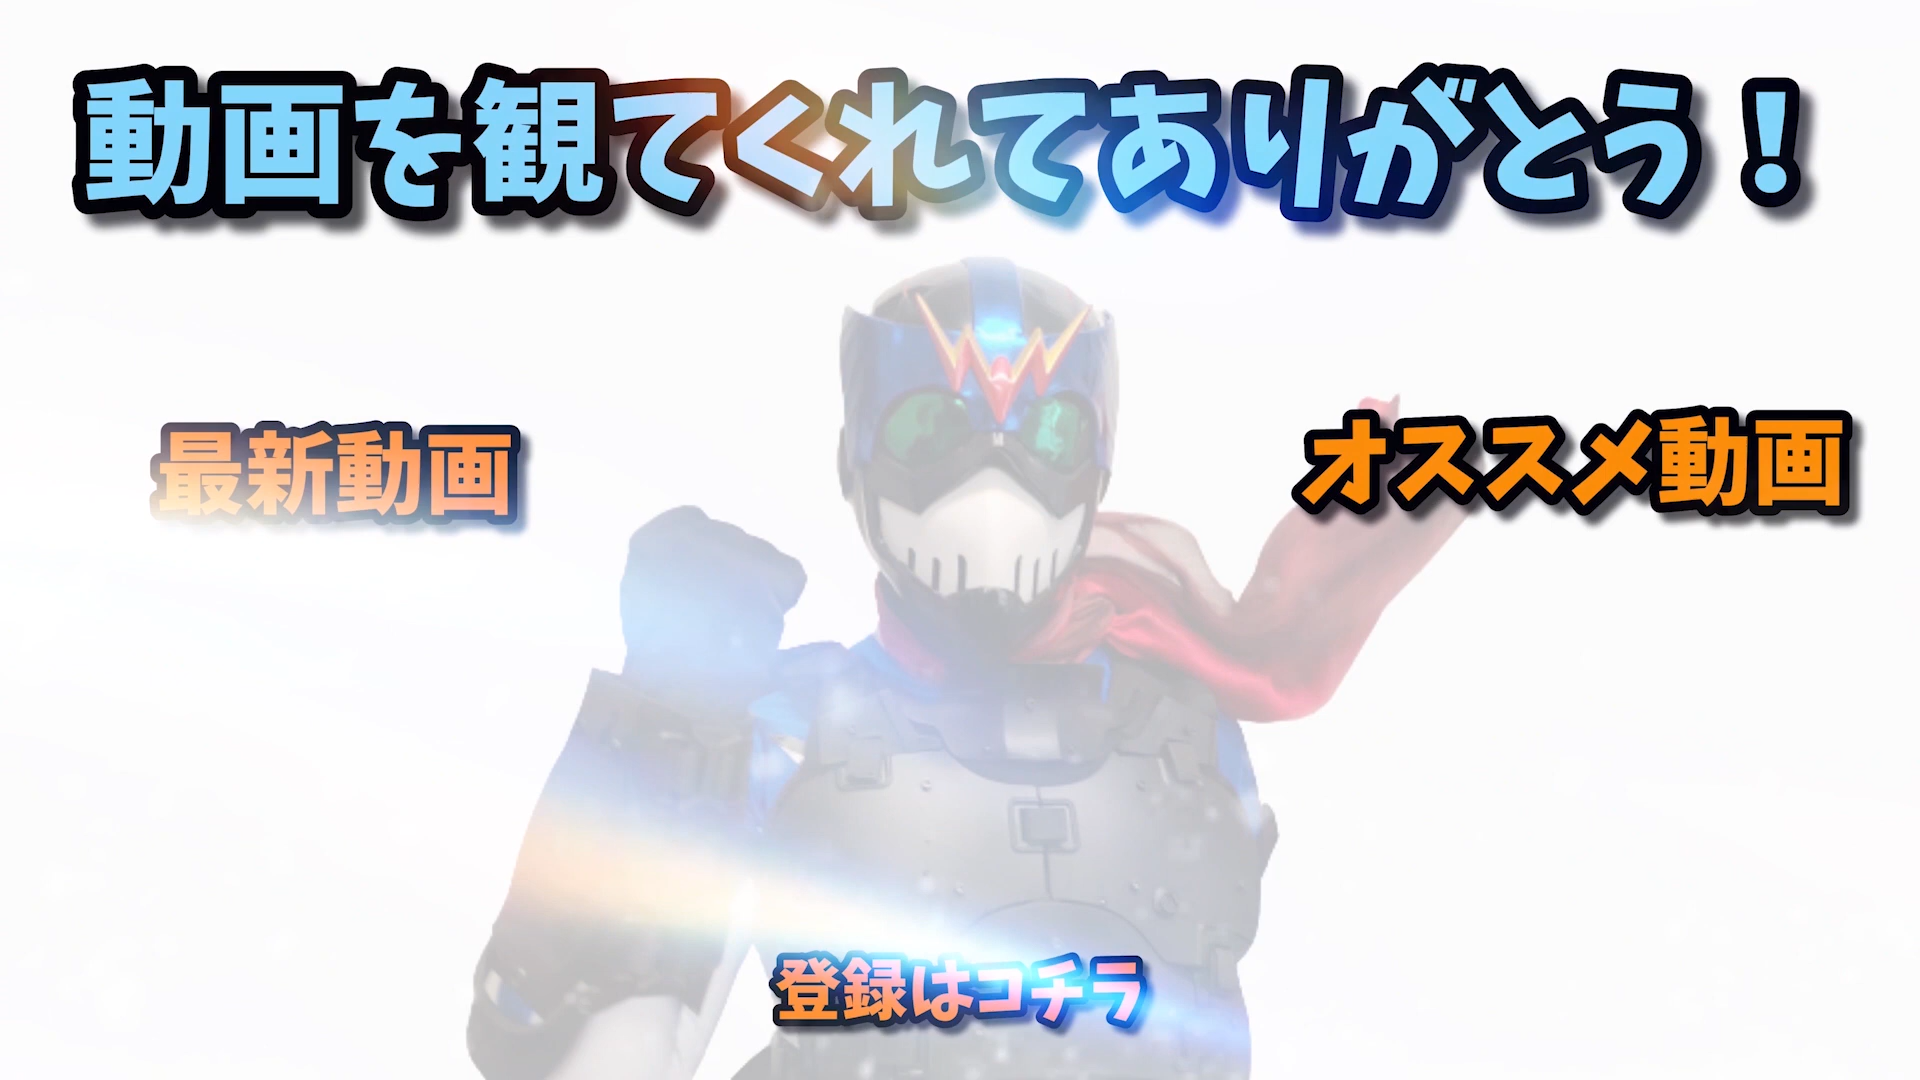 動画を観てくれてありがとう！
最新動画
オススメ動画
登録はコチラ